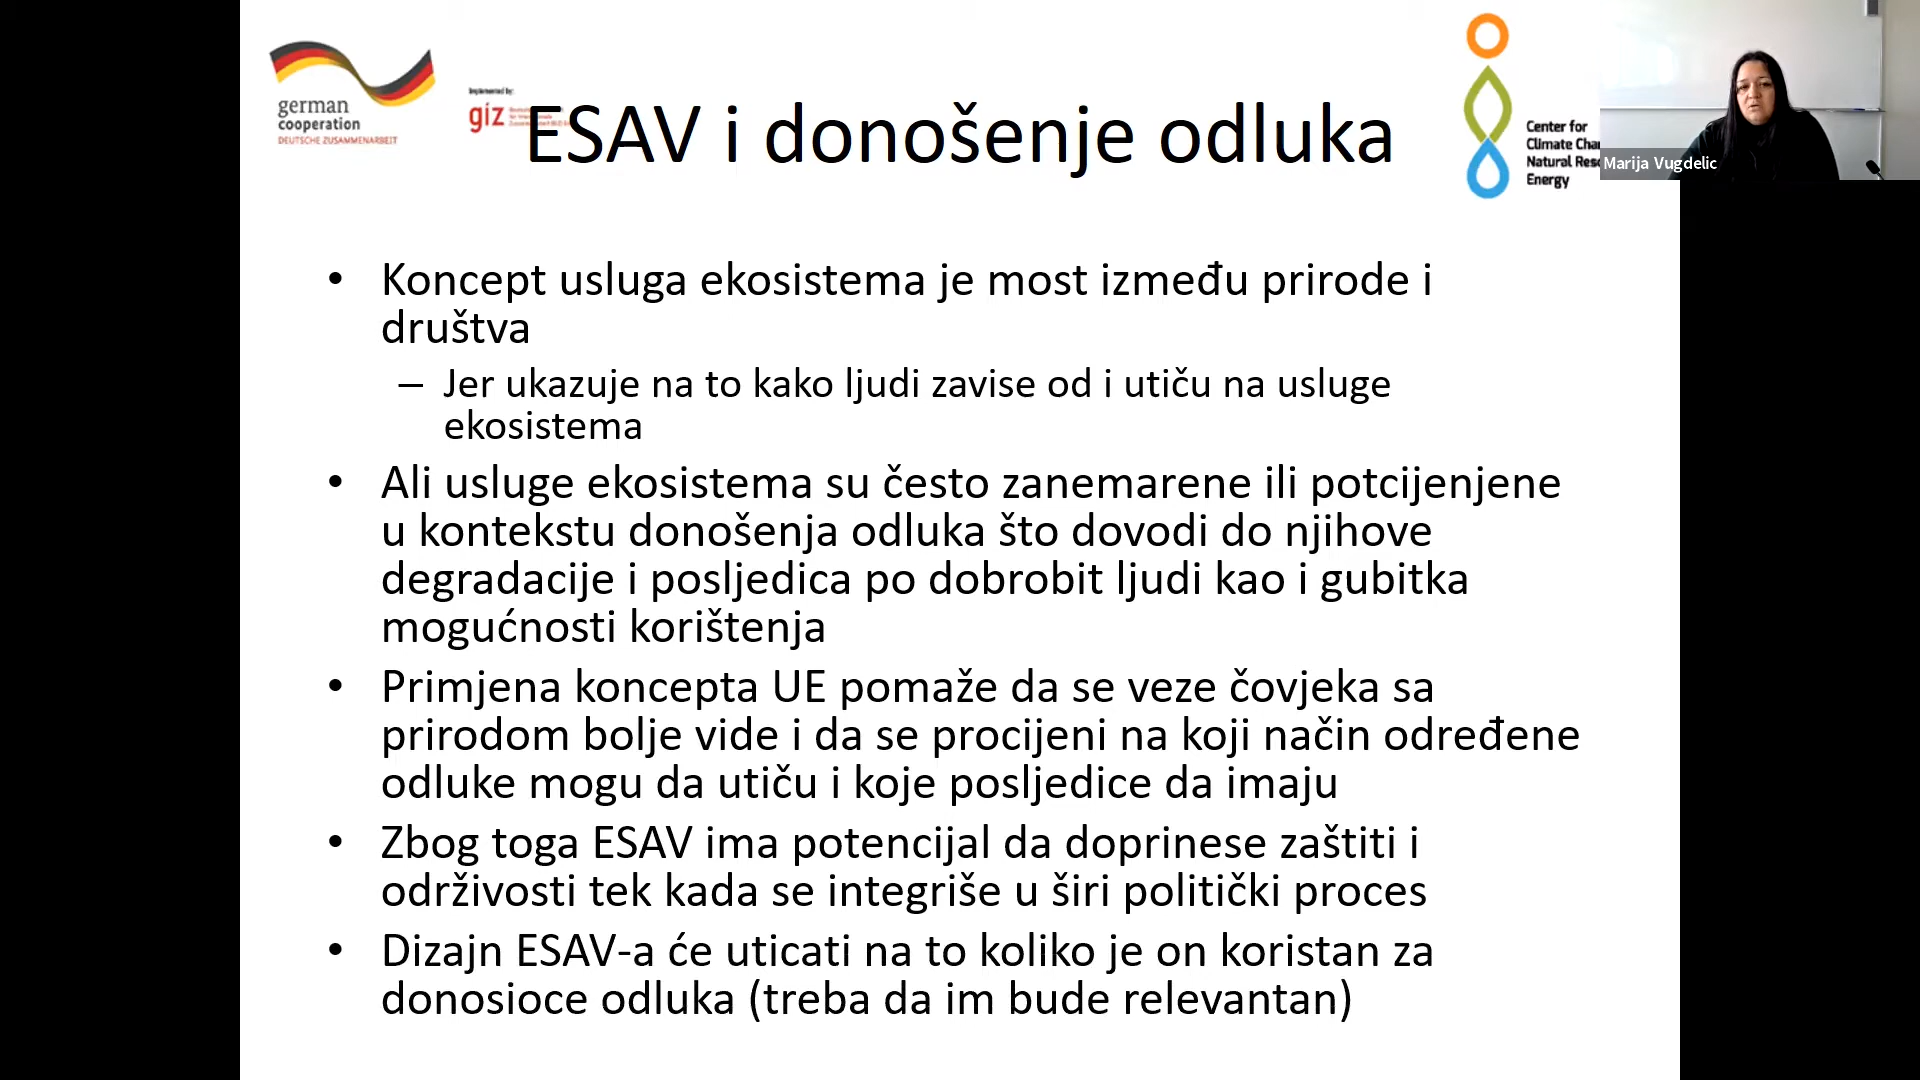 german
cooperation
DEUTSCHE ZUSAMMENARBEIT
Implemented by:
giz
ESAV i donošenje odluka
Center for
Climate
Natural
Energy
Marija Vugdelic
• Koncept usluga ekosistema je most između prirode i
društva
– Jer ukazuje na to kako ljudi zavise od i utiču na usluge
ekosistema
• Ali usluge ekosistema su često zanemarene ili potcijenjene
u kontekstu donošenja odluka što dovodi do njihove
degradacije i posljedica po dobrobit ljudi kao i gubitka
mogućnosti korištenja
• Primjena koncepta UE pomaže da se veze čovjeka sa
prirodom bolje vide i da se procijeni na koji način određene
odluke mogu da utiču i koje posljedice da imaju
• Zbog toga ESAV ima potencijal da doprinese zaštiti i
održivosti tek kada se integriše u širi politički proces
• Dizajn ESAV-a će uticati na to koliko je on koristan za
donosioce odluka (treba da im bude relevantan)